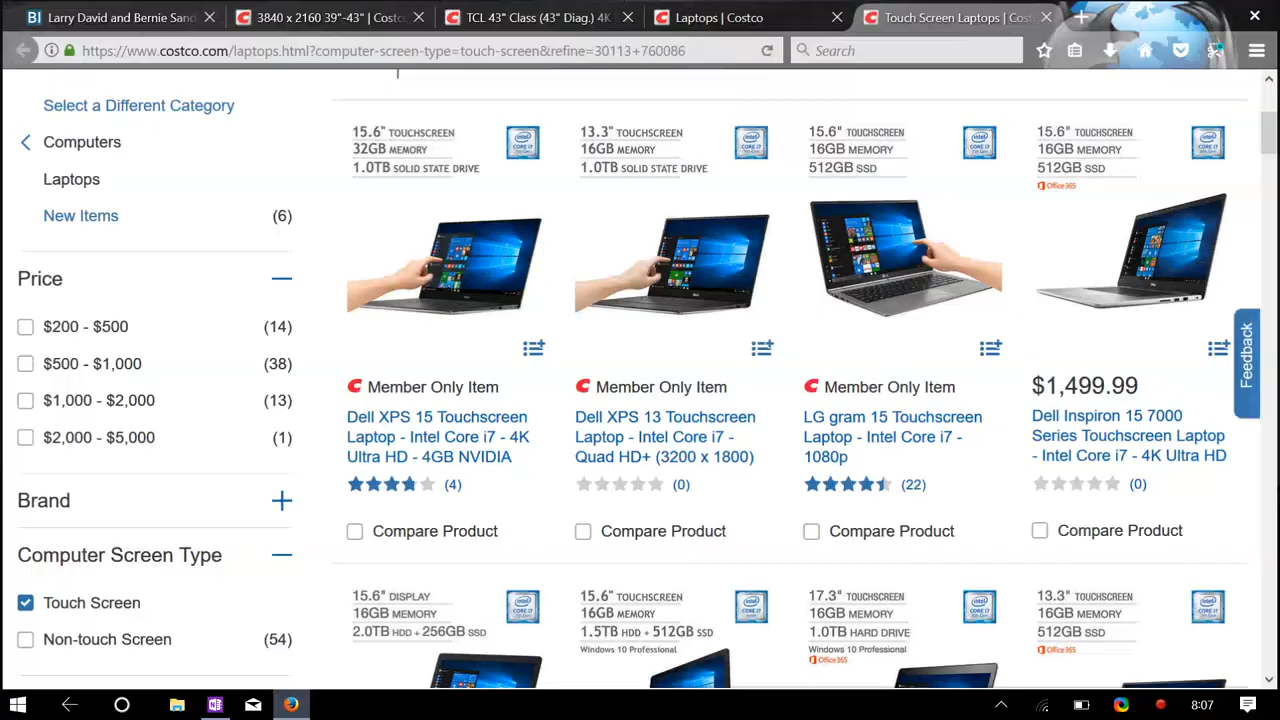 Larry David and Bernie Sand
3840 x 2160 39"-43" | Costc
TCL 43" Class (43" Diag.) 4K
Laptops | Costco
Touch Screen Laptops | Cost
https://www.costco.com/laptops.html?computer-screen-type=touch-screen&refine=30113+760086
Search
Select a Different Category
Computers
Laptops
New Items (6)
Price
$200 - $500 (14)
$500 - $1,000 (38)
$1,000 - $2,000 (13)
$2,000 - $5,000 (1)
Brand
Computer Screen Type
Touch Screen
Non-touch Screen (54)
15.6" TOUCHSCREEN
32GB MEMORY
1.0TB SOLID STATE DRIVE
Member Only Item
Dell XPS 15 Touchscreen
Laptop - Intel Core i7 - 4K
Ultra HD - 4GB NVIDIA
(4)
Compare Product
13.3" TOUCHSCREEN
16GB MEMORY
1.0TB SOLID STATE DRIVE
Member Only Item
Dell XPS 13 Touchscreen
Laptop - Intel Core i7 -
Quad HD+ (3200 x 1800)
(0)
Compare Product
15.6" TOUCHSCREEN
16GB MEMORY
512GB SSD
Member Only Item
LG gram 15 Touchscreen
Laptop - Intel Core i7 -
1080p
(22)
Compare Product
15.6" TOUCHSCREEN
16GB MEMORY
512GB SSD
Office 365
$1,499.99
Dell Inspiron 15 7000
Series Touchscreen Laptop
- Intel Core i7 - 4K Ultra HD
(0)
Compare Product
Feedback
15.6" DISPLAY
16GB MEMORY
2.0TB HDD + 256GB SSD
15.6" TOUCHSCREEN
16GB MEMORY
1.5TB HDD + 512GB SSD
Windows 10 Professional
17.3" TOUCHSCREEN
16GB MEMORY
1.0TB HARD DRIVE
Windows 10 Professional
Office 365
13.3" TOUCHSCREEN
16GB MEMORY
512GB SSD
Office 365
8:07